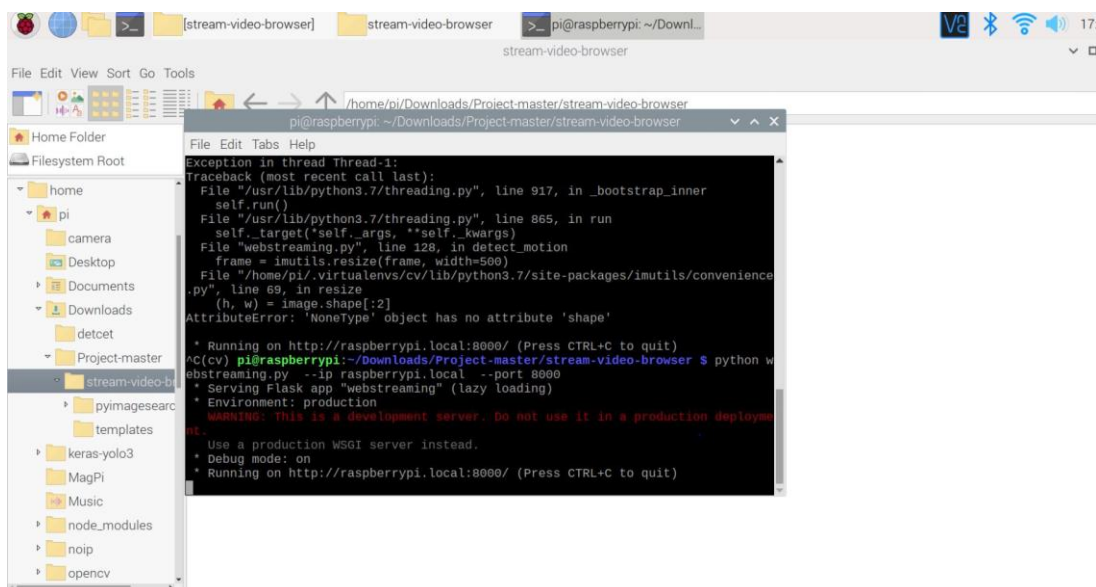 [stream-video-browser]
stream-video-browser
pi@raspberrypi: ~/Downl...
17:
stream-video-browser
File Edit View Sort Go Tools
/home/pi/Downloads/Project-master/stream-video-browser
Home Folder
Filesystem Root
home
pi
camera
Desktop
Documents
Downloads
detcet
Project-master
stream-video-br
pyimagesearc
templates
keras-yolo3
MagPi
Music
node_modules
noip
opencv
pi@raspberrypi: ~/Downloads/Project-master/stream-video-browser
File Edit Tabs Help
Exception in thread Thread-1:
Traceback (most recent call last):
File "/usr/lib/python3.7/threading.py", line 917, in _bootstrap_inner
self.run()
File "/usr/lib/python3.7/threading.py", line 865, in run
self._target(*self._args, **self._kwargs)
File "webstreaming.py", line 128, in detect_motion
frame = imutils.resize(frame, width=500)
File "/home/pi/.virtualenvs/cv/lib/python3.7/site-packages/imutils/convenience
.py", line 69, in resize
(h, w) = image.shape[:2]
AttributeError: 'NoneType' object has no attribute 'shape'
* Running on http://raspberrypi.local:8000/ (Press CTRL+C to quit)
^C(cv) pi@raspberrypi:~/Downloads/Project-master/stream-video-browser $ python w
ebstreaming.py --ip raspberrypi.local --port 8000
* Serving Flask app "webstreaming" (lazy loading)
* Environment: production
WARNING: This is a development server. Do not use it in a production deployme
nt.
Use a production WSGI server instead.
* Debug mode: on
* Running on http://raspberrypi.local:8000/ (Press CTRL+C to quit)